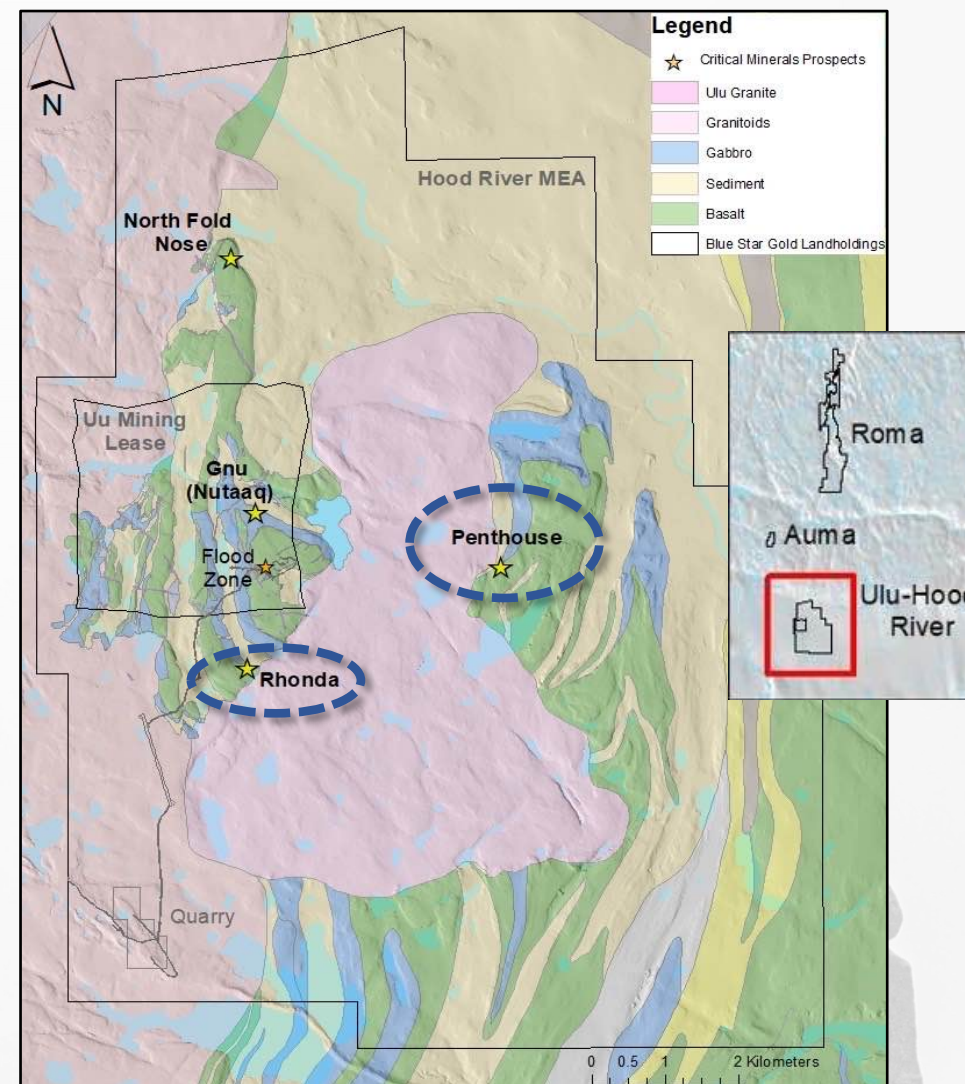 Legend
Critical Minerals Prospects
Ulu Granite
Granitoids
Gabbro
Sediment
Basalt
Blue Star Gold Landholdings
N
Hood River MEA
North Fold
Nose
Uu Mining
Lease
Gnu
(Nutaaq)
Flood
Zone
Penthouse
Rhonda
Quarry
Roma
Auma
Ulu-Hood
River
0 0.5 1 2 Kilometers